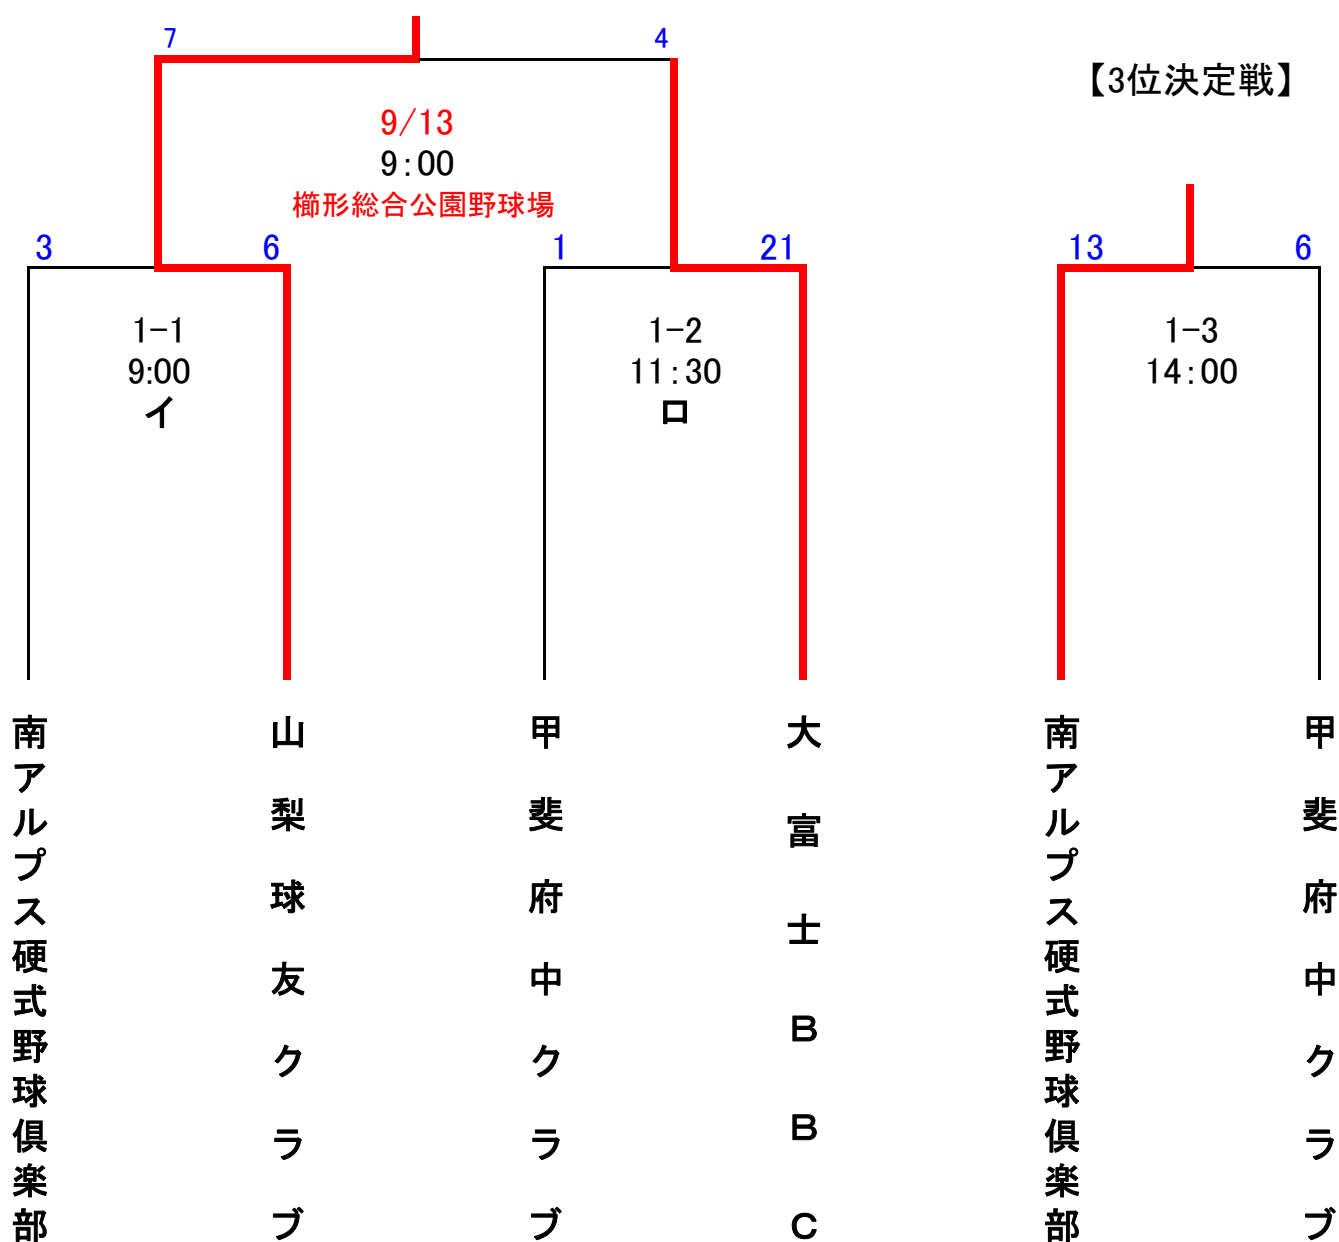 7
4
【3位決定戦】
9/13
9:00
櫛形総合公園野球場
3
6
1
21
13
6
1-1
9:00
イ
1-2
11:30
ロ
1-3
14:00
南アルプス硬式野球倶楽部
山梨球友クラブ
甲斐府中クラブ
大富士BBC
南アルプス硬式野球倶楽部
甲斐府中クラブ